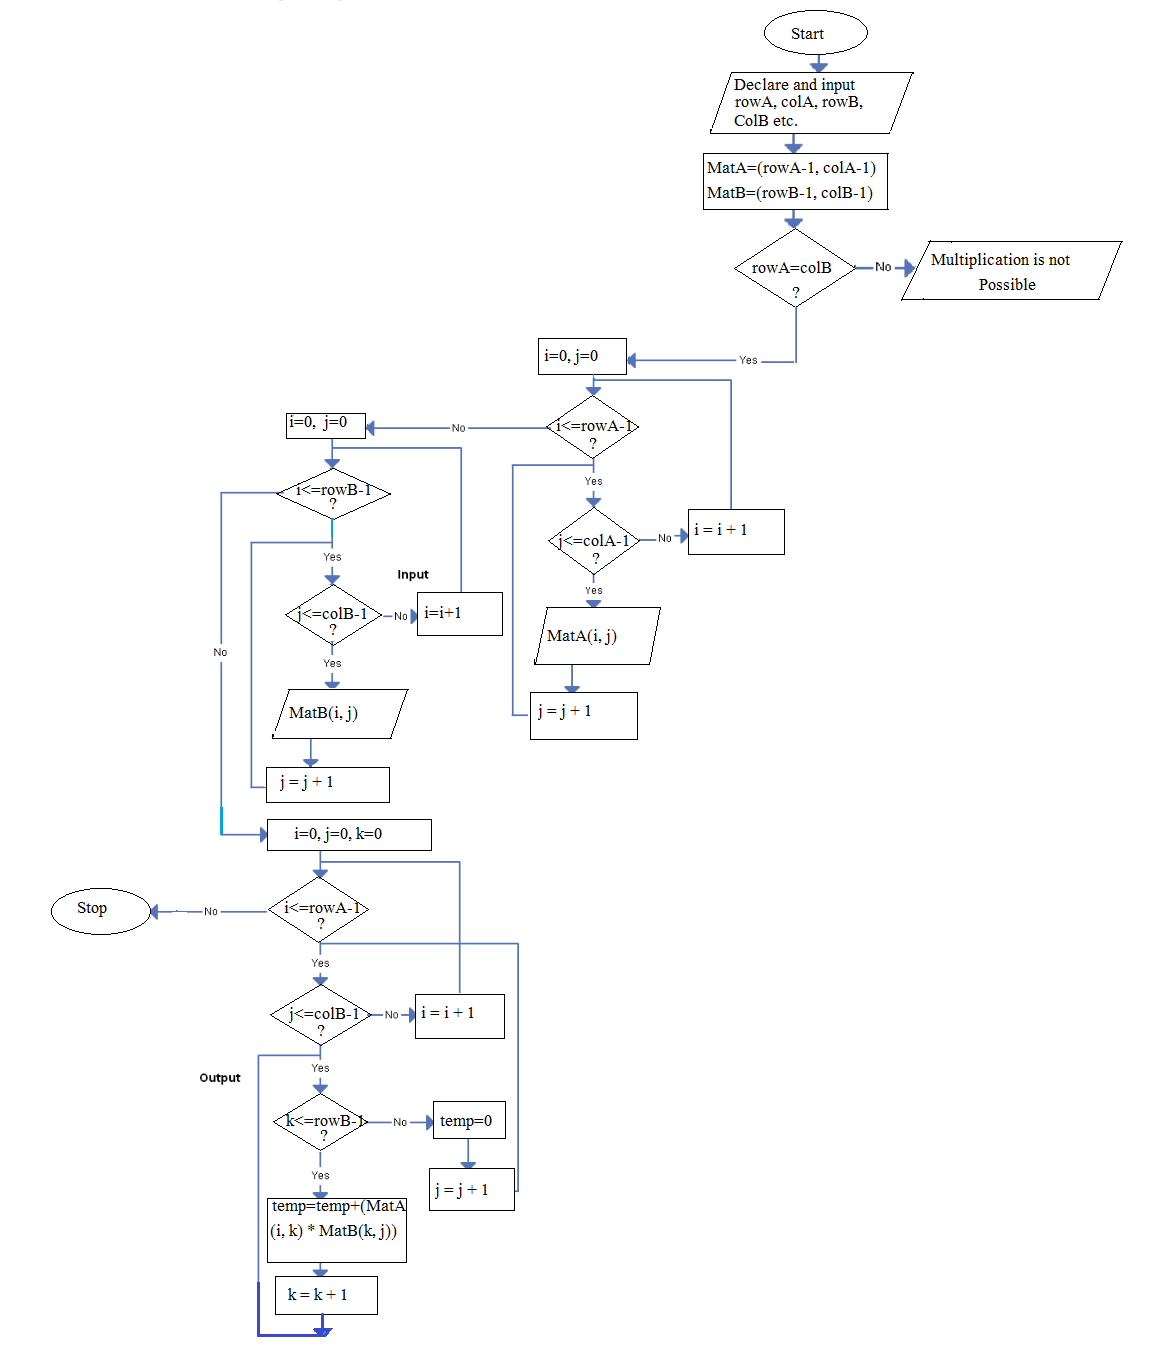 Start
Declare and input
rowA, colA, rowB,
ColB etc.
MatA=(rowA-1, colA-1)
MatB=(rowB-1, colB-1)
rowA=colB
?
No
Multiplication is not
Possible
Yes
i=0, j=0
i<=rowA-1
?
No
Yes
j<=colA-1
?
No
i = i + 1
Yes
MatA(i, j)
j = j + 1
i=0, j=0
i<=rowB-1
?
No
Yes
Input
j<=colB-1
?
No
i=i+1
Yes
MatB(i, j)
j = j + 1
i=0, j=0, k=0
i<=rowA-1
?
No
Stop
Yes
j<=colB-1
?
No
i = i + 1
Output
Yes
k<=rowB-1
?
No
temp=0
j = j + 1
Yes
temp=temp+(MatA
(i, k) * MatB(k, j))
k = k + 1